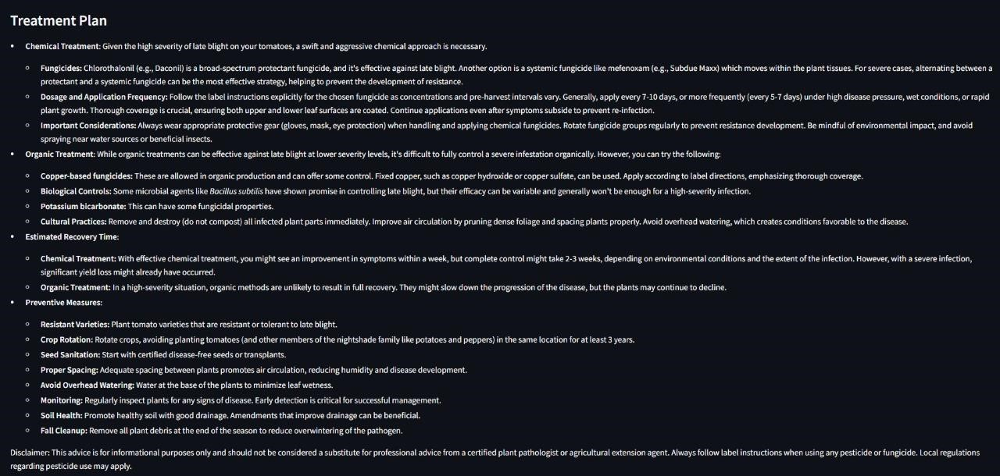 Treatment Plan
• Chemical Treatment: Given the high severity of late blight on your tomatoes, a swift and aggressive chemical approach is necessary.
○ Fungicides: Chlorothalonil (e.g., Daconil) is a broad-spectrum protectant fungicide, and it's effective against late blight. Another option is a systemic fungicide like mefenoxam (e.g., Subdue Maxx) which moves within the plant tissues. For severe cases, alternating between a
protectant and a systemic fungicide can be the most effective strategy, helping to prevent the development of resistance.
○ Dosage and Application Frequency: Follow the label instructions explicitly for the chosen fungicide as concentrations and pre-harvest intervals vary. Generally, apply every 7-10 days, or more frequently (every 5-7 days) under high disease pressure, wet conditions, or rapid
plant growth. Thorough coverage is crucial, ensuring both upper and lower leaf surfaces are coated. Continue applications even after symptoms subside to prevent re-infection.
○ Important Considerations: Always wear appropriate protective gear (gloves, mask, eye protection) when handling and applying chemical fungicides. Rotate fungicide groups regularly to prevent resistance development. Be mindful of environmental impact, and avoid
spraying near water sources or beneficial insects.
• Organic Treatment: While organic treatments can be effective against late blight at lower severity levels, it's difficult to fully control a severe infestation organically. However, you can try the following:
○ Copper-based fungicides: These are allowed in organic production and can offer some control. Fixed copper, such as copper hydroxide or copper sulfate, can be used. Apply according to label directions, emphasizing thorough coverage.
○ Biological Controls: Some microbial agents like Bacillus subtilis have shown promise in controlling late blight, but their efficacy can be variable and generally won't be enough for a high-severity infection.
○ Potassium bicarbonate: This can have some fungicidal properties.
○ Cultural Practices: Remove and destroy (do not compost) all infected plant parts immediately. Improve air circulation by pruning dense foliage and spacing plants properly. Avoid overhead watering, which creates conditions favorable to the disease.
• Estimated Recovery Time:
○ Chemical Treatment: With effective chemical treatment, you might see an improvement in symptoms within a week, but complete control might take 2-3 weeks, depending on environmental conditions and the extent of the infection. However, with a severe infection,
significant yield loss might already have occurred.
○ Organic Treatment: In a high-severity situation, organic methods are unlikely to result in full recovery. They might slow down the progression of the disease, but the plants may continue to decline.
• Preventive Measures:
○ Resistant Varieties: Plant tomato varieties that are resistant or tolerant to late blight.
○ Crop Rotation: Rotate crops, avoiding planting tomatoes (and other members of the nightshade family like potatoes and peppers) in the same location for at least 3 years.
○ Seed Sanitation: Start with certified disease-free seeds or transplants.
○ Proper Spacing: Adequate spacing between plants promotes air circulation, reducing humidity and disease development.
○ Avoid Overhead Watering: Water at the base of the plants to minimize leaf wetness.
○ Monitoring: Regularly inspect plants for any signs of disease. Early detection is critical for successful management.
○ Soil Health: Promote healthy soil with good drainage. Amendments that improve drainage can be beneficial.
○ Fall Cleanup: Remove all plant debris at the end of the season to reduce overwintering of the pathogen.
Disclaimer: This advice is for informational purposes only and should not be considered a substitute for professional advice from a certified plant pathologist or agricultural extension agent. Always follow label instructions when using any pesticide or fungicide. Local regulations
regarding pesticide use may apply.